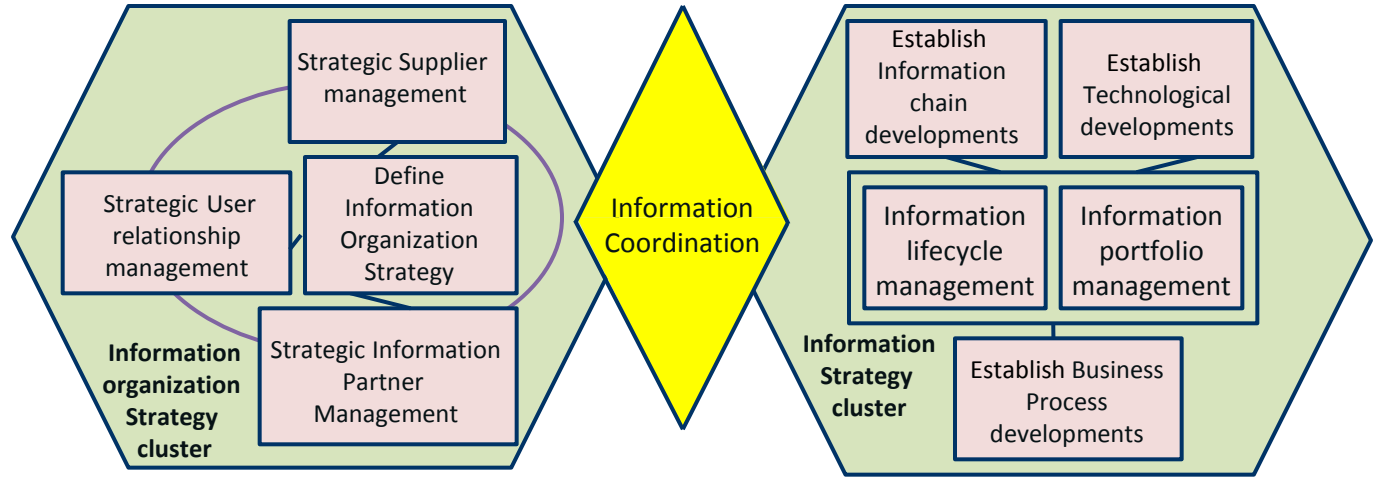 Strategic Supplier
management
Strategic User
relationship
management
Define
Information
Organization
Strategy
Strategic Information
Partner
Management
Information
organization
Strategy
cluster
Information
Coordination
Establish
Information
chain
developments
Establish
Technological
developments
Information
lifecycle
management
Information
portfolio
management
Information
Strategy
cluster
Establish Business
Process
developments